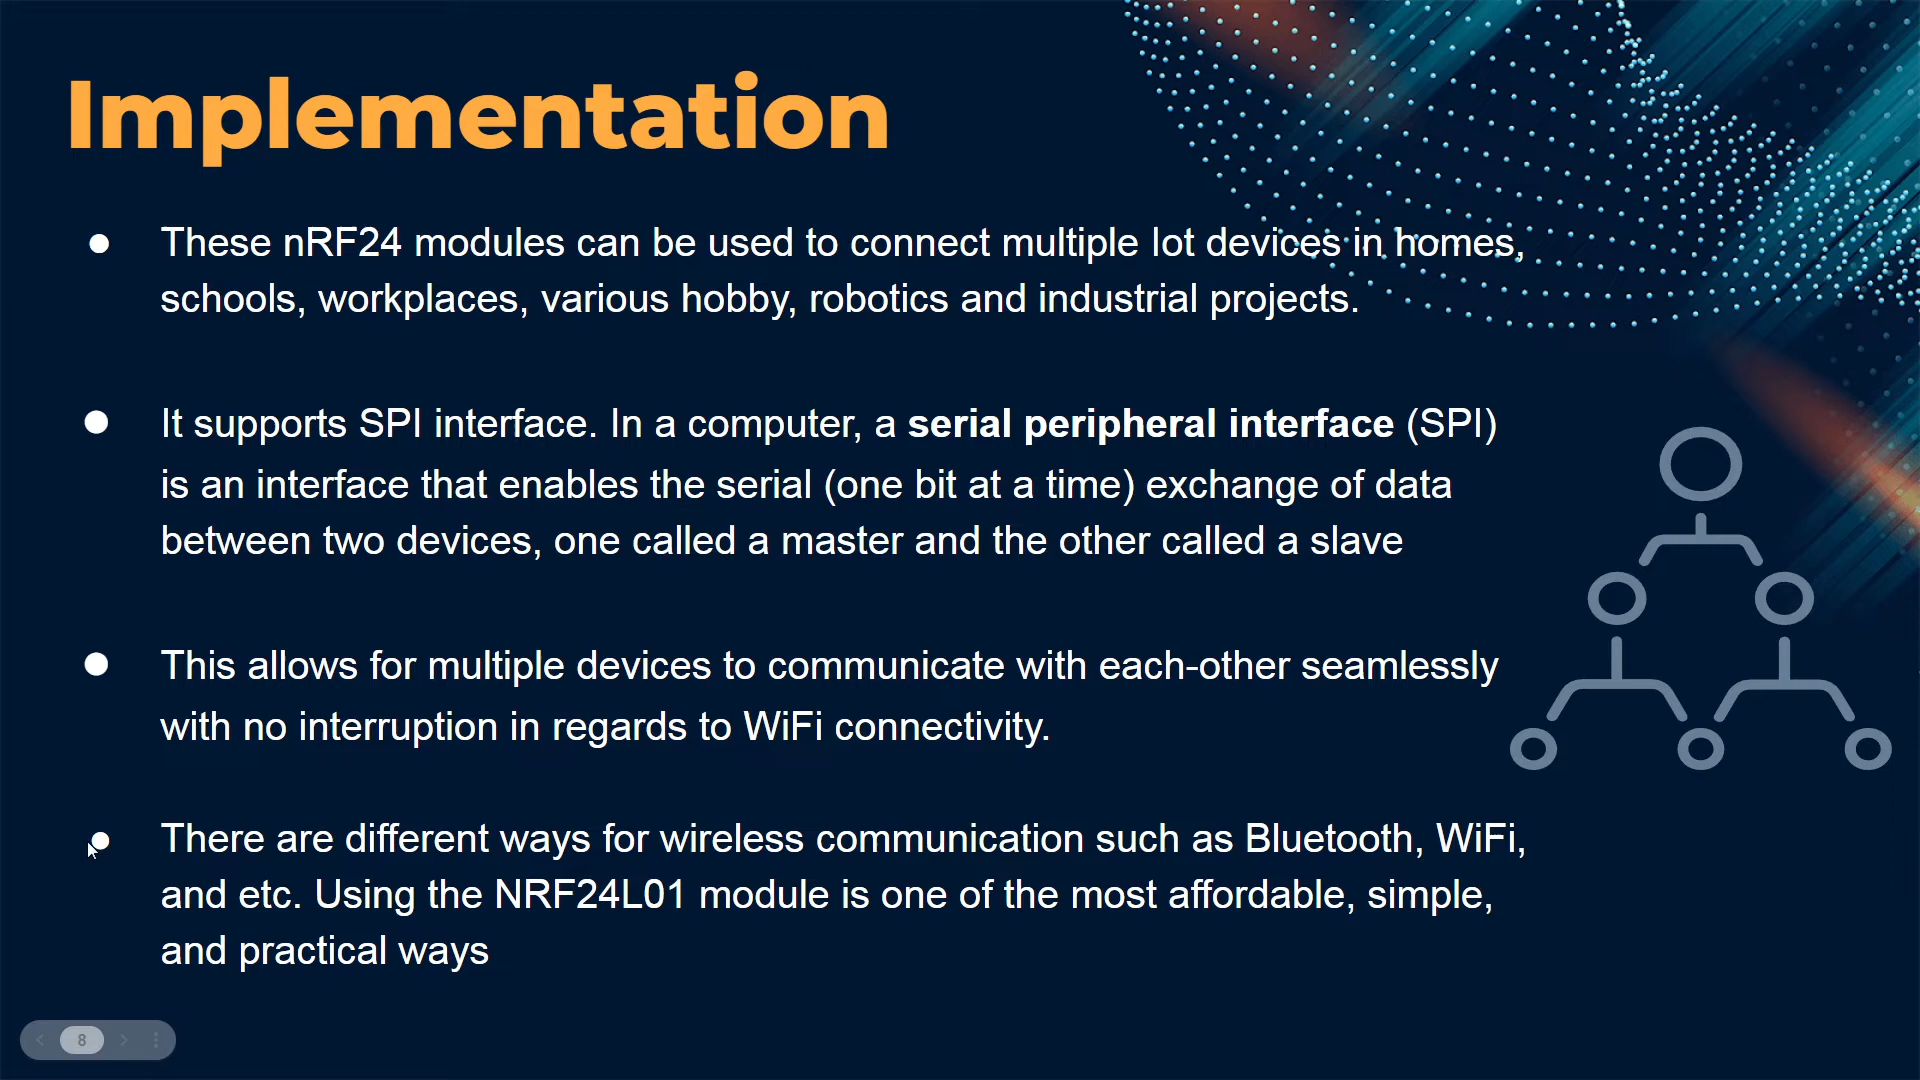 Implementation
● These nRF24 modules can be used to connect multiple Iot devices in homes,
schools, workplaces, various hobby, robotics and industrial projects.
● It supports SPI interface. In a computer, a serial peripheral interface (SPI)
is an interface that enables the serial (one bit at a time) exchange of data
between two devices, one called a master and the other called a slave
● This allows for multiple devices to communicate with each-other seamlessly
with no interruption in regards to WiFi connectivity.
● There are different ways for wireless communication such as Bluetooth, WiFi,
and etc. Using the NRF24L01 module is one of the most affordable, simple,
and practical ways
8